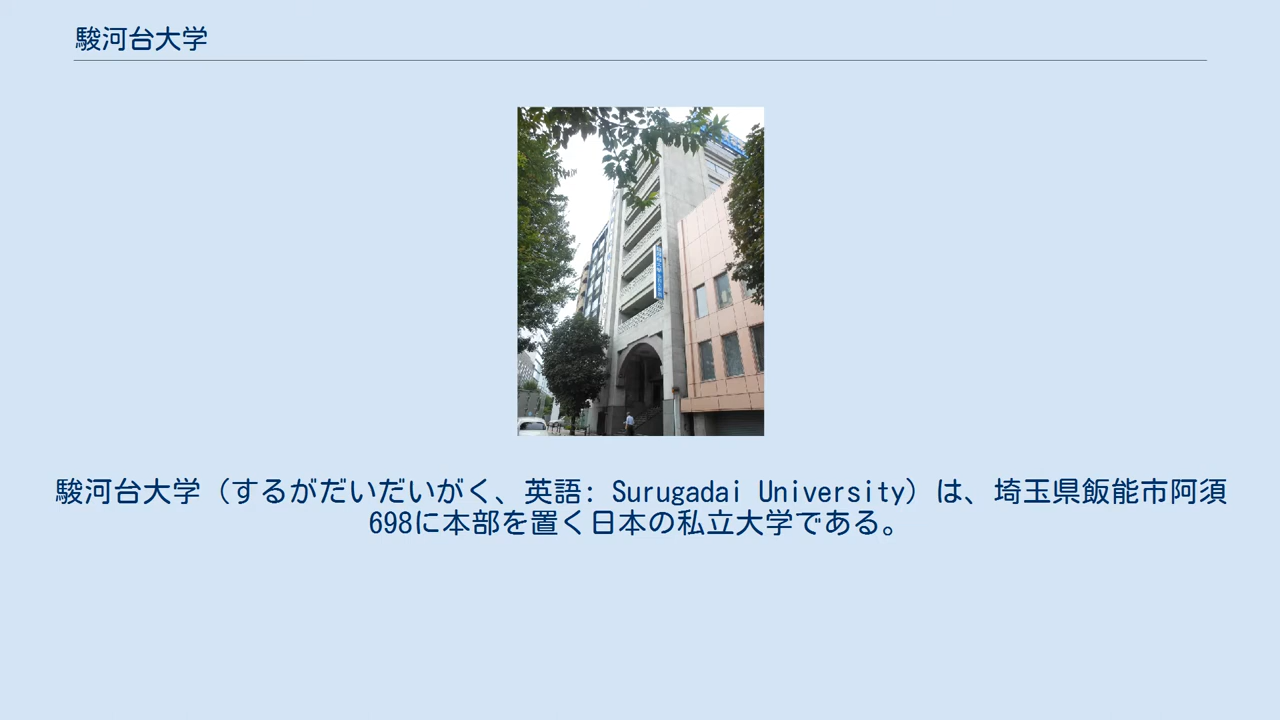 駿河台大学
駿河台大学（するがだいだいがく、英語: Surugadai University）は、埼玉県飯能市阿須
698に本部を置く日本の私立大学である。